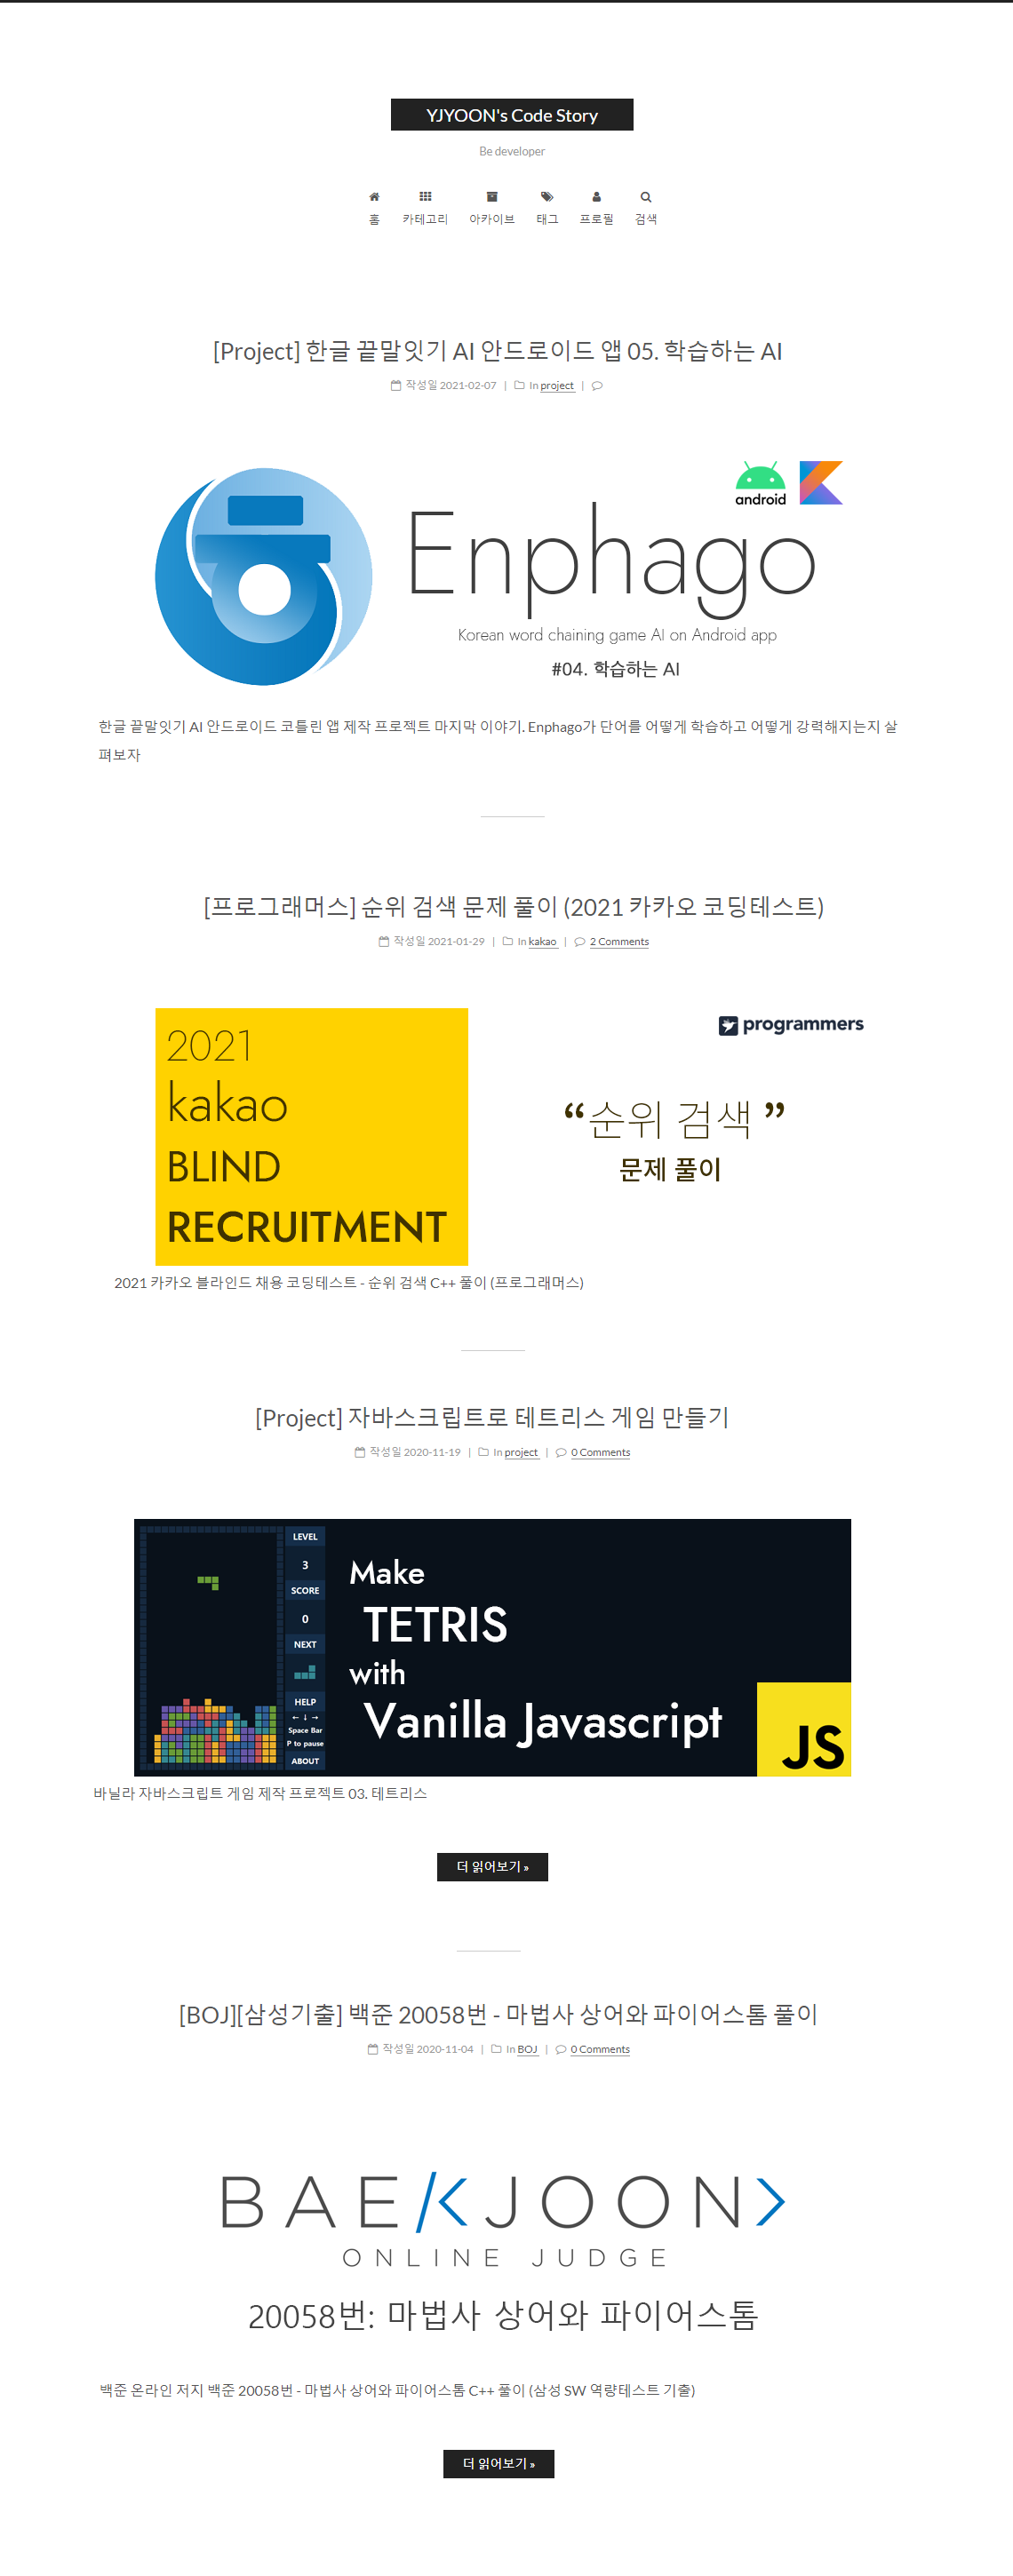 YJYOON's Code Story
Be developer
홈 카테고리 아카이브 태그 프로필 검색
[Project] 한글 끝말잇기 AI 안드로이드 앱 05. 학습하는 AI
작성일 2021-02-07 | In project |
android
Enphago
Korean word chaining game AI on Android app
#04. 학습하는 AI
한글 끝말잇기 AI 안드로이드 코틀린 앱 제작 프로젝트 마지막 이야기. Enphago가 단어를 어떻게 학습하고 어떻게 강력해지는지 살
펴보자
[프로그래머스] 순위 검색 문제 풀이 (2021 카카오 코딩테스트)
작성일 2021-01-29 | In kakao | 2 Comments
2021
kakao
BLIND
RECRUITMENT
programmers
“순위 검색”
문제 풀이
2021 카카오 블라인드 채용 코딩테스트 - 순위 검색 C++ 풀이 (프로그래머스)
[Project] 자바스크립트로 테트리스 게임 만들기
작성일 2020-11-19 | In project | 0 Comments
LEVEL
3
SCORE
0
NEXT
HELP
← ↓ →
Space Bar
P to pause
ABOUT
Make
TETRIS
with
Vanilla Javascript
JS
바닐라 자바스크립트 게임 제작 프로젝트 03. 테트리스
더 읽어보기 »
[BOJ][삼성기출] 백준 20058번 - 마법사 상어와 파이어스톰 풀이
작성일 2020-11-04 | In BOJ | 0 Comments
BAE/<JOON>
ONLINE JUDGE
20058번: 마법사 상어와 파이어스톰
백준 온라인 저지 백준 20058번 - 마법사 상어와 파이어스톰 C++ 풀이 (삼성 SW 역량테스트 기출)
더 읽어보기 »